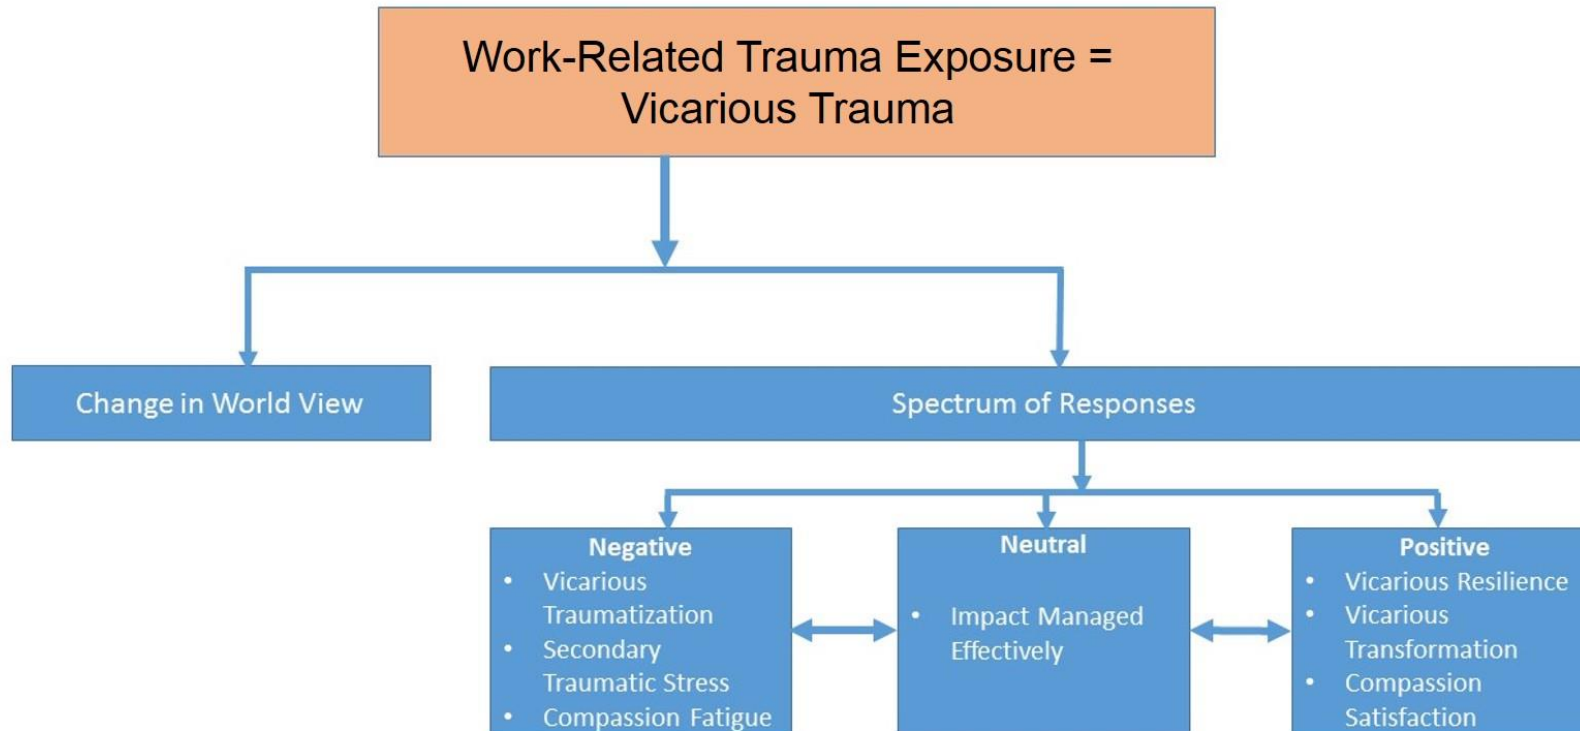 Work-Related Trauma Exposure =
Vicarious Trauma
Change in World View
Spectrum of Responses
Negative
• Vicarious
Traumatization
• Secondary
Traumatic Stress
• Compassion Fatigue
Neutral
• Impact Managed
Effectively
Positive
• Vicarious Resilience
• Vicarious
Transformation
• Compassion
Satisfaction